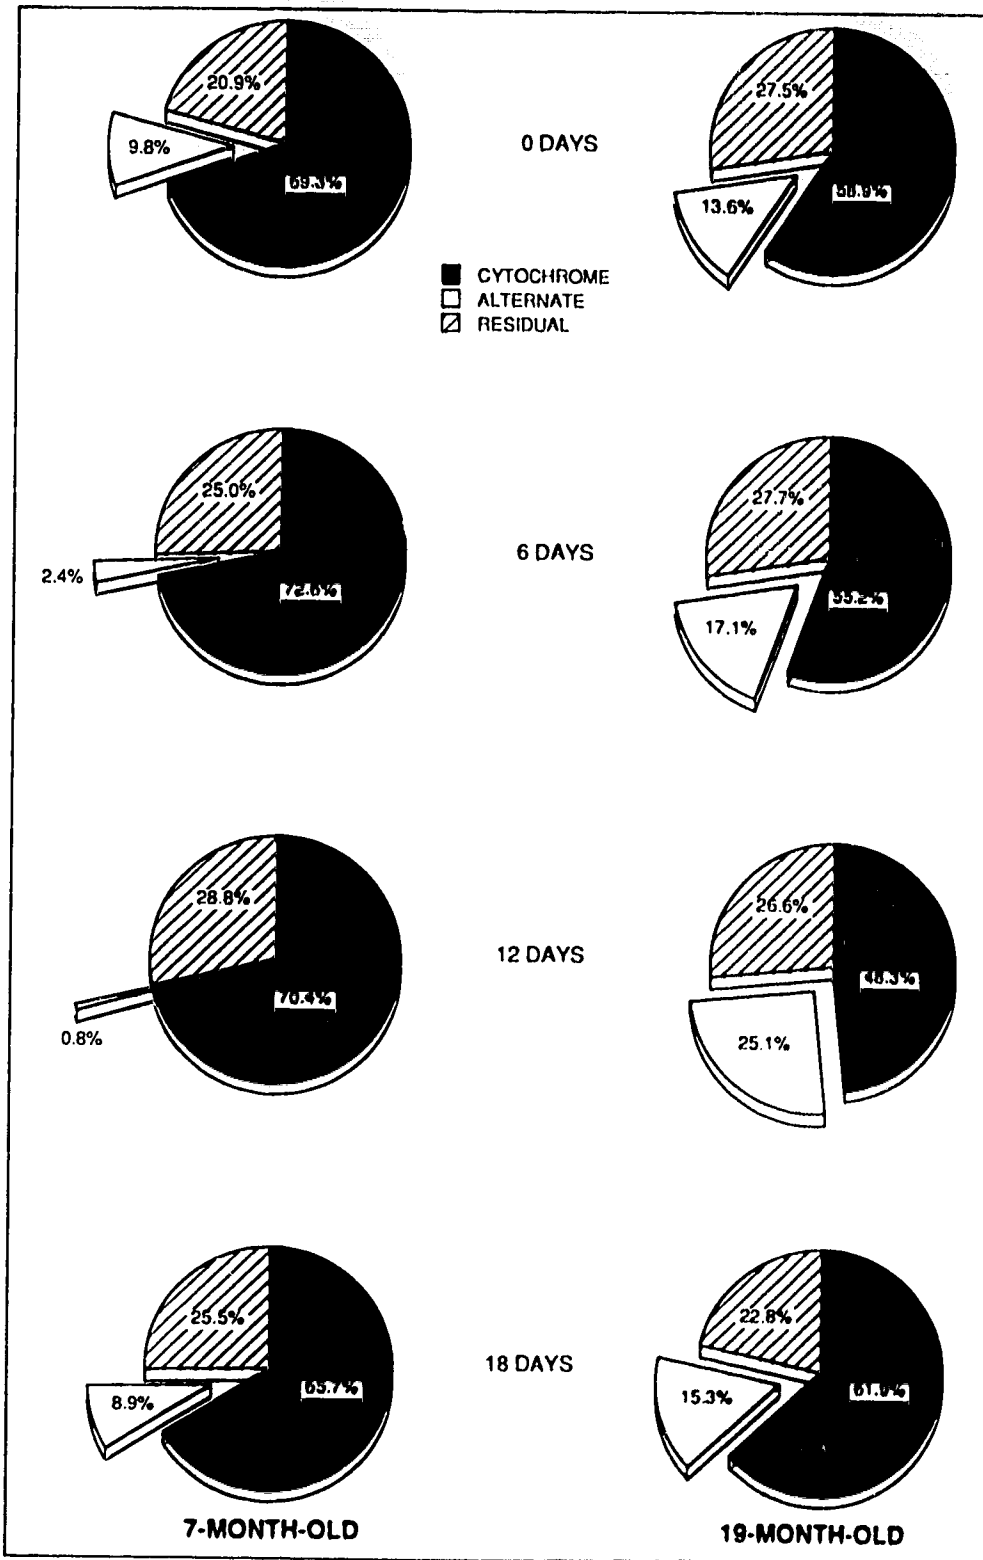 20.9%
9.8%
69.3%
0 DAYS
27.5%
13.6%
58.9%
CYTOCHROME
ALTERNATE
RESIDUAL
25.0%
2.4%
72.6%
6 DAYS
27.7%
17.1%
55.2%
28.8%
0.8%
70.4%
12 DAYS
26.6%
25.1%
48.3%
25.5%
8.9%
65.7%
18 DAYS
22.8%
15.3%
61.9%
7-MONTH-OLD
19-MONTH-OLD